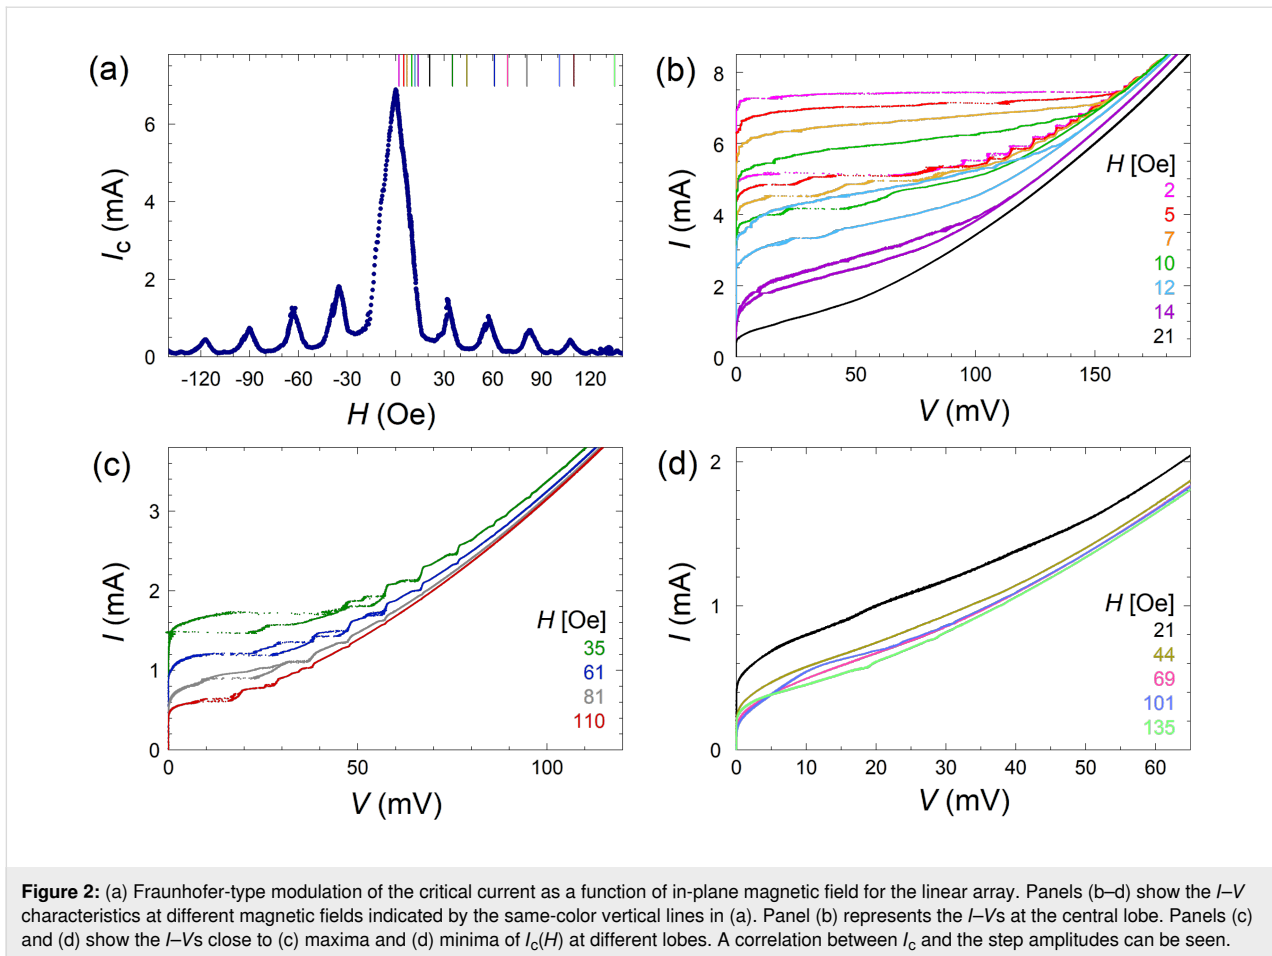 (a)
I_c (mA)
6
4
2
0
-120 -90 -60 -30 0 30 60 90 120
H (Oe)
(b)
I (mA)
8
6
4
2
0
0 50 100 150
V (mV)
H [Oe]
2
5
7
10
12
14
21
(c)
I (mA)
3
2
1
0
0 50 100
V (mV)
H [Oe]
35
61
81
110
(d)
I (mA)
2
1
0
0 10 20 30 40 50 60
V (mV)
H [Oe]
21
44
69
101
135
Figure 2: (a) Fraunhofer-type modulation of the critical current as a function of in-plane magnetic field for the linear array. Panels (b–d) show the I–V
characteristics at different magnetic fields indicated by the same-color vertical lines in (a). Panel (b) represents the I–Vs at the central lobe. Panels (c)
and (d) show the I–Vs close to (c) maxima and (d) minima of I_c(H) at different lobes. A correlation between I_c and the step amplitudes can be seen.